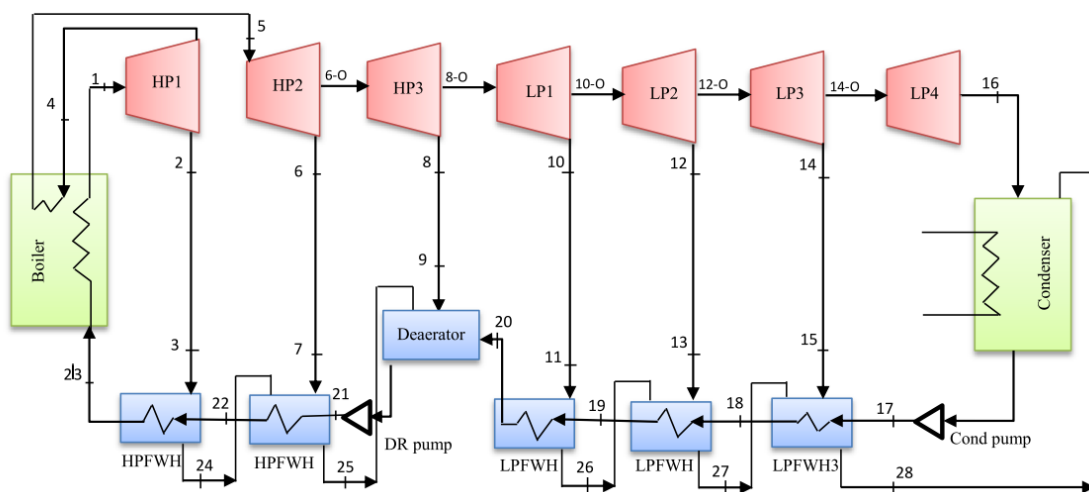 5
1
HP1
HP2
6-O
HP3
8-O
LP1
10-O
LP2
12-O
LP3
14-O
LP4
16
4
2
6
8
10
12
14
Boiler
Condenser
9
Deaerator
20
3
7
11
13
15
23
22
21
19
18
17
DR pump
Cond pump
HPFWH
HPFWH
LPFWH
LPFWH
LPFWH3
24
25
26
27
28